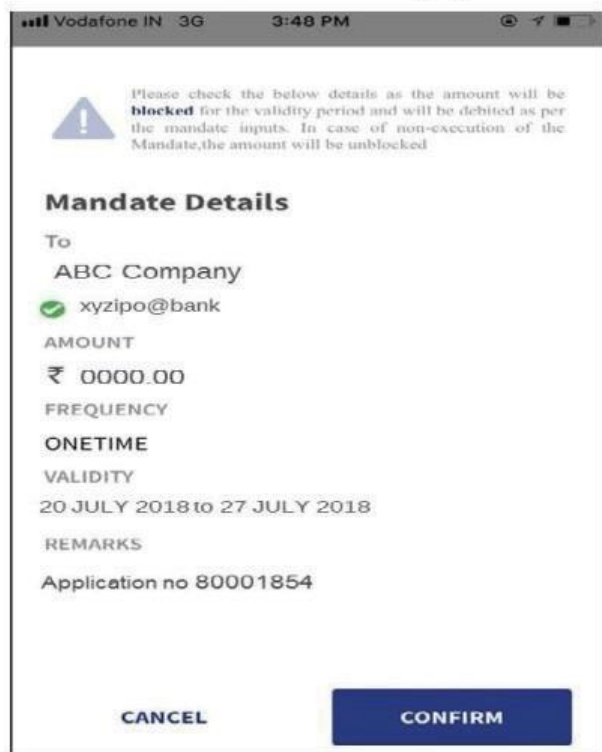 Vodafone IN 3G 3:48 PM
Please check the below details as the amount will be
blocked for the validity period and will be debited as per
the mandate inputs. In case of non-execution of the
Mandate,the amount will be unblocked
Mandate Details
To
ABC Company
xyzipo@bank
AMOUNT
₹ 0000.00
FREQUENCY
ONETIME
VALIDITY
20 JULY 2018 to 27 JULY 2018
REMARKS
Application no 80001854
CANCEL CONFIRM